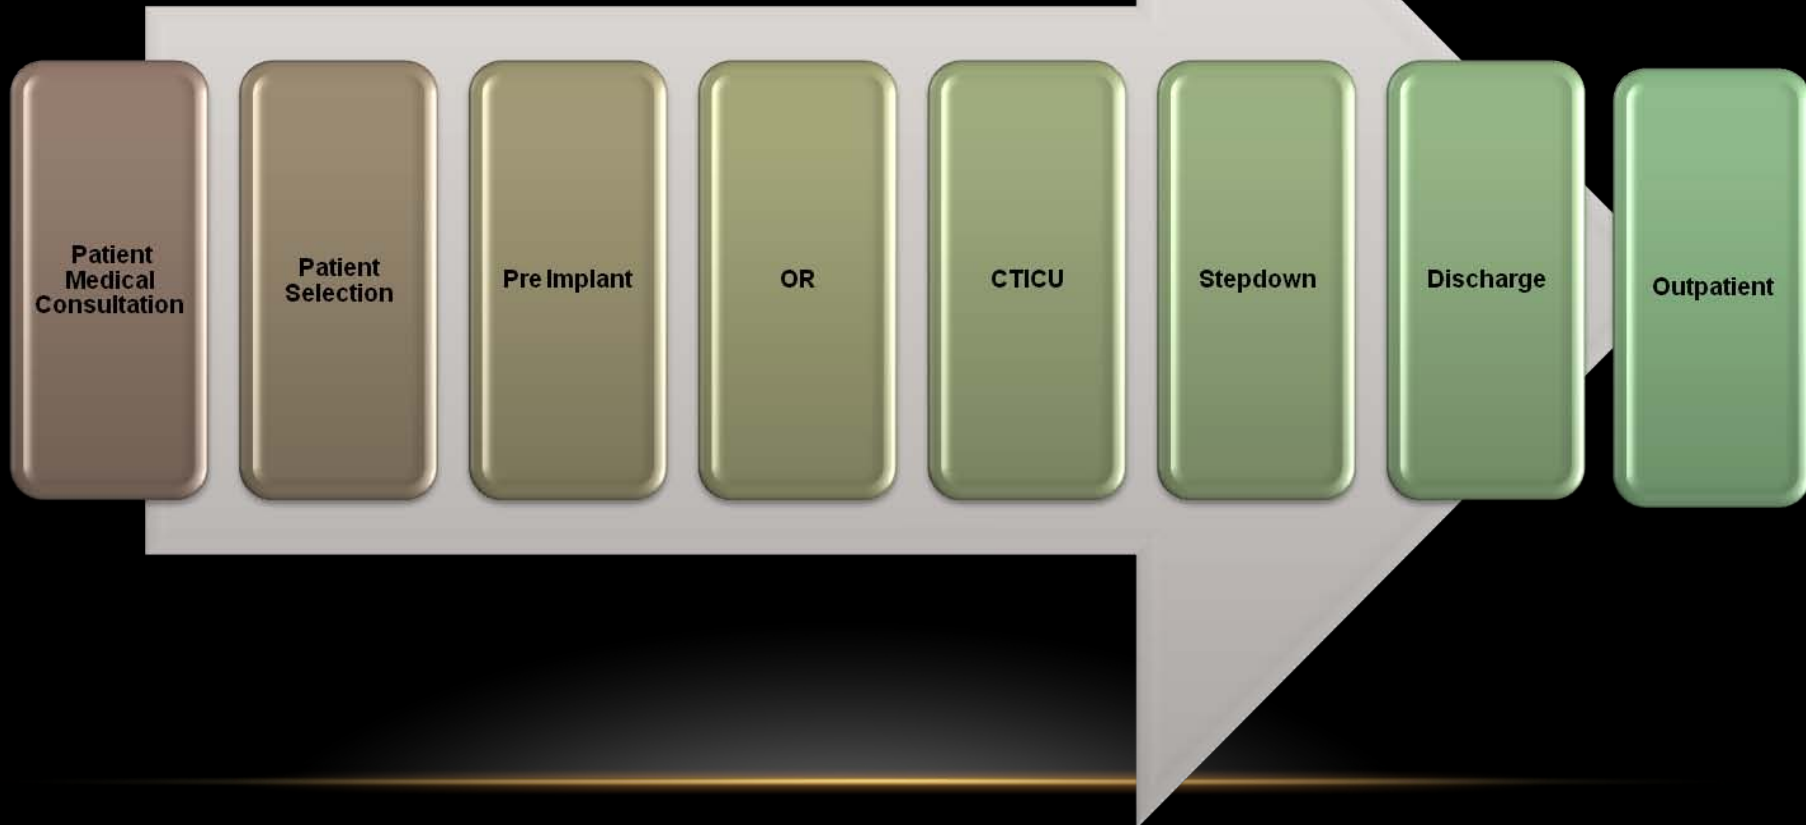 Patient
Medical
Consultation
Patient
Selection
Pre Implant
OR
CTICU
Stepdown
Discharge
Outpatient